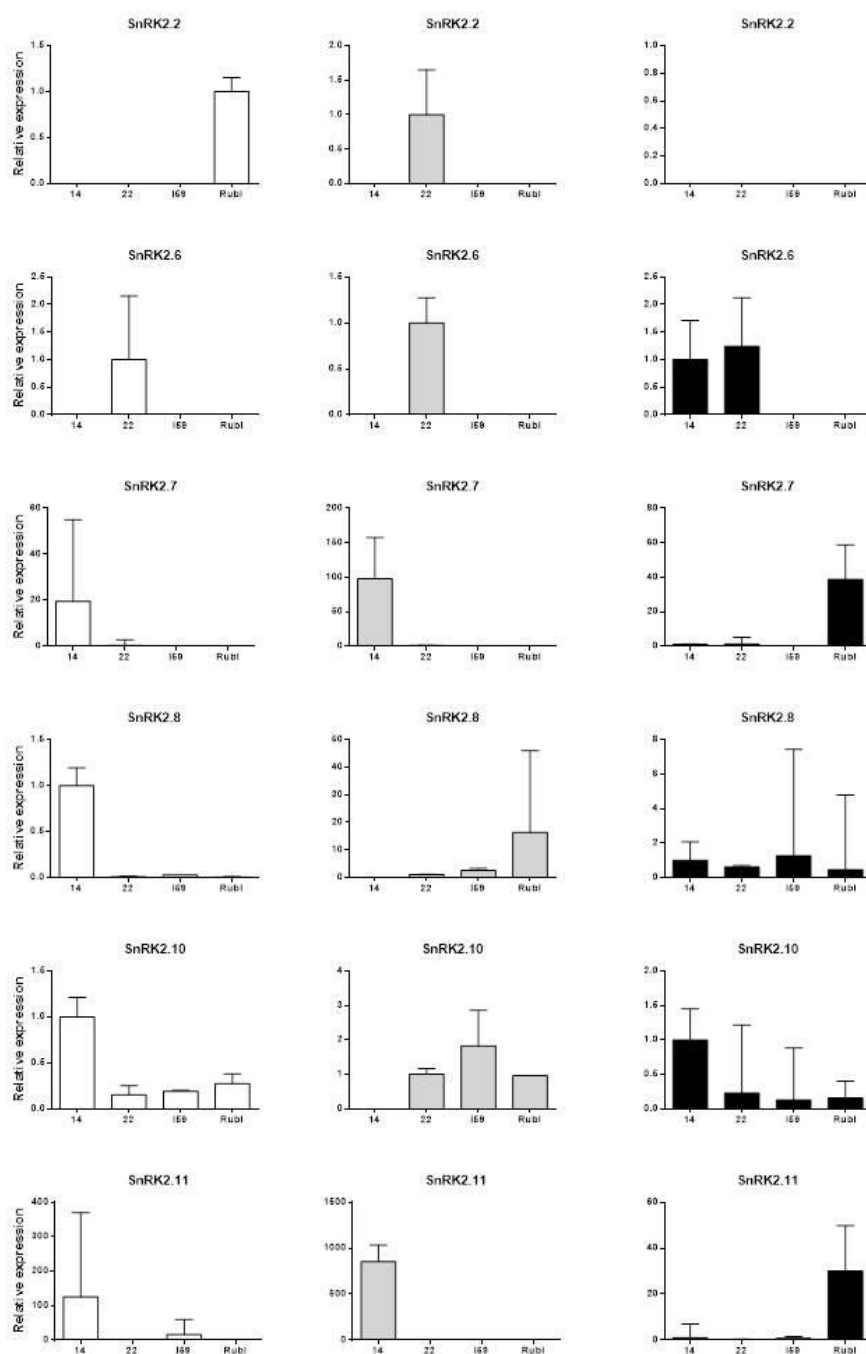 SnRK2.2 SnRK2.2 SnRK2.2
Relative expression
1.5 2.0 1.0
1.0 1.5 0.8
0.5 1.0 0.6
0.0 0.5 0.4
0.0 0.2
0.0
14 22 I59 Rubi 14 22 I59 Rubi 14 22 I59 Rubi
SnRK2.6 SnRK2.6 SnRK2.6
Relative expression
2.5 1.5 2.5
2.0 1.0 2.0
1.5 0.5 1.5
1.0 0.0 1.0
0.5 0.5
0.0 0.0
14 22 I59 Rubi 14 22 I59 Rubi 14 22 I59 Rubi
SnRK2.7 SnRK2.7 SnRK2.7
Relative expression
60 200 80
40 150 60
20 100 40
0 50 20
0 0
14 22 I59 Rubi 14 22 I59 Rubi 14 22 I59 Rubi
SnRK2.8 SnRK2.8 SnRK2.8
Relative expression
1.5 50 8
1.0 40 6
0.5 30 4
0.0 20 2
10 0
0
14 22 I59 Rubi 14 22 I59 Rubi 14 22 I59 Rubi
SnRK2.10 SnRK2.10 SnRK2.10
Relative expression
1.5 4 2.0
1.0 3 1.5
0.5 2 1.0
0.0 1 0.5
0 0.0
14 22 I59 Rubi 14 22 I59 Rubi 14 22 I59 Rubi
SnRK2.11 SnRK2.11 SnRK2.11
Relative expression
400 1500 60
300 1000 40
200 500 20
100 0 0
0
14 22 I59 Rubi 14 22 I59 Rubi 14 22 I59 Rubi